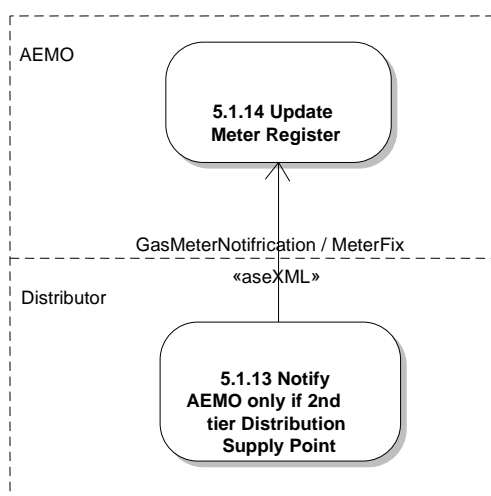 AEMO
5.1.14 Update
Meter Register
GasMeterNotifrication / MeterFix
«aseXML»
Distributor
5.1.13 Notify
AEMO only if 2nd
tier Distribution
Supply Point